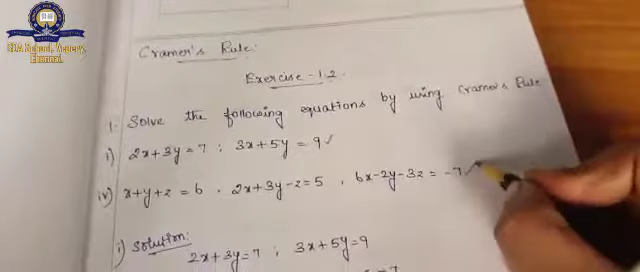 SBA School, Vepery,
Chennai.
Cramer's Rule:
Exercise - 1.2.
1. Solve the following equations by using Cramer's Rule
i) 2x+3y=7 ; 3x+5y=9✓
iv) x+y+z=6 , 2x+3y-z=5 , 6x-2y-3z=-7✓
i) Solution:
2x+3y=7 ; 3x+5y=9